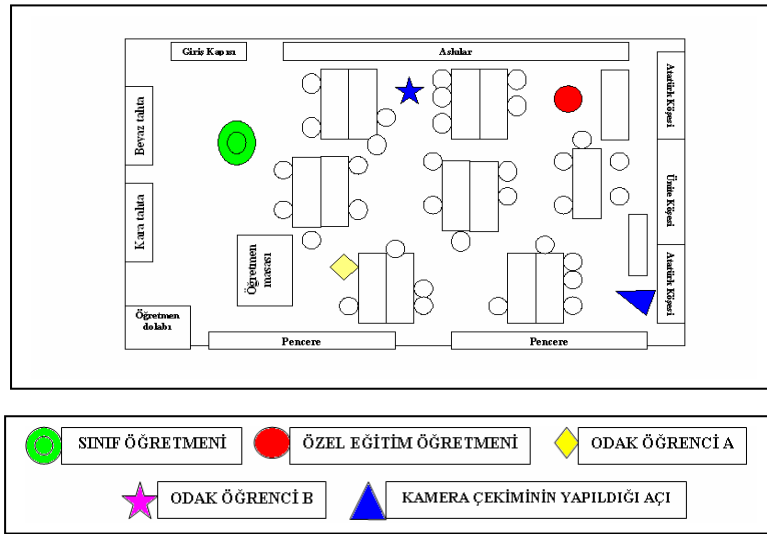 Giriş Kapısı
Askılar
Beyaz tahta
Kara tahta
Atatürk Köşesi
Ünite Köşesi
Atatürk Köşesi
Öğretmen
masası
Öğretmen
dolabı
Pencere
Pencere
SINIF ÖĞRETMENİ
ÖZEL EĞİTİM ÖĞRETMENİ
ODAK ÖĞRENCİ A
ODAK ÖĞRENCİ B
KAMERA ÇEKİMİNİN YAPILDIĞI AÇI